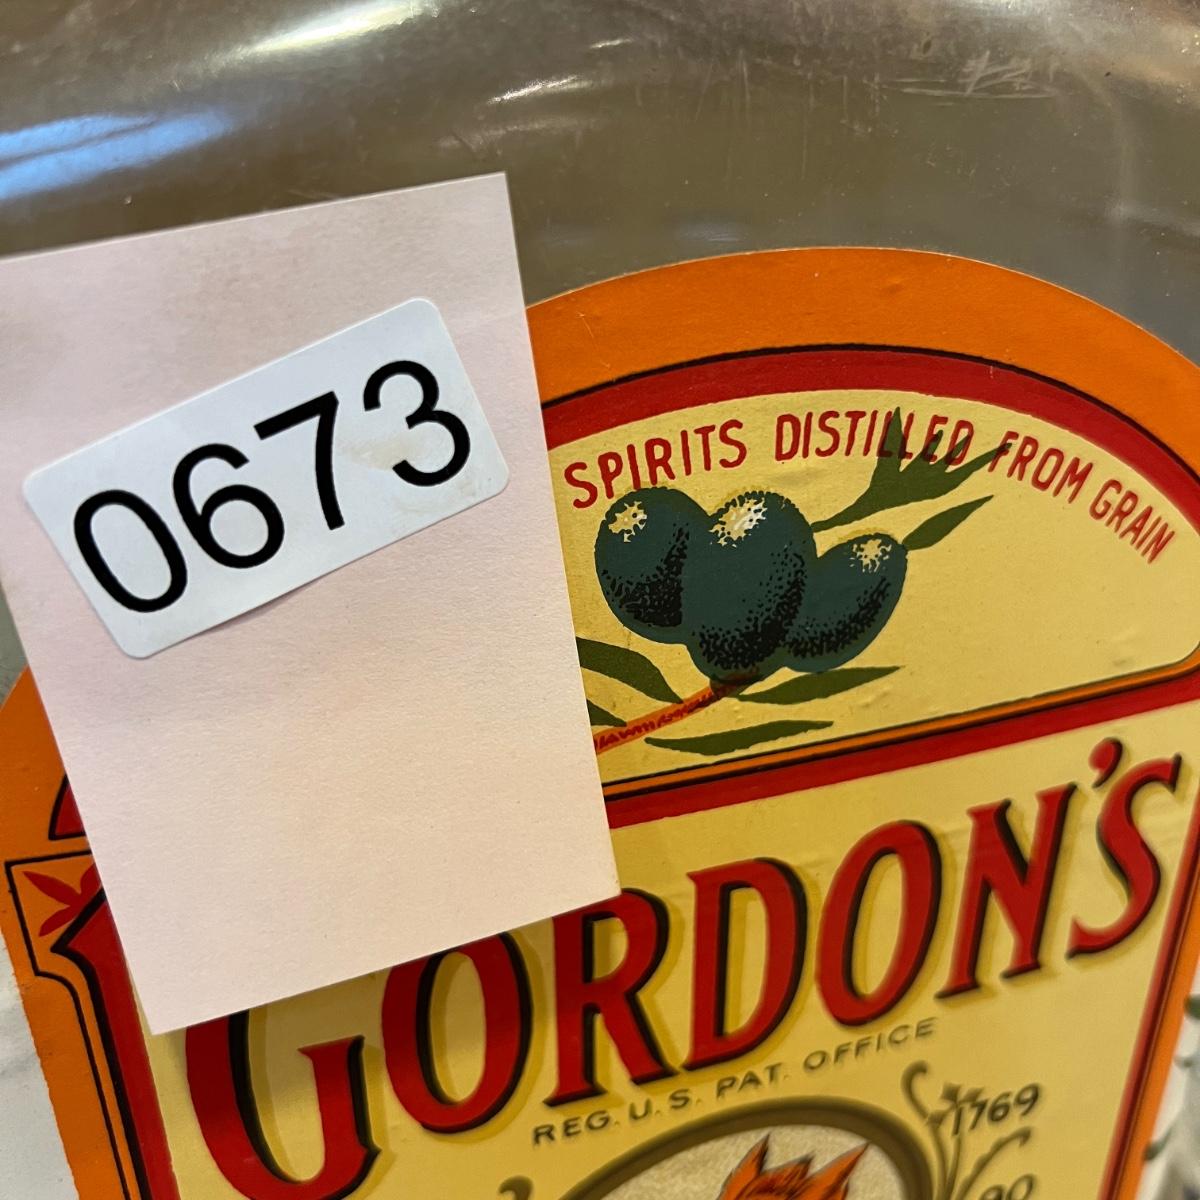 0673
SPIRITS DISTILLED FROM GRAIN
GORDON'S
REG. U.S. PAT. OFFICE
1769